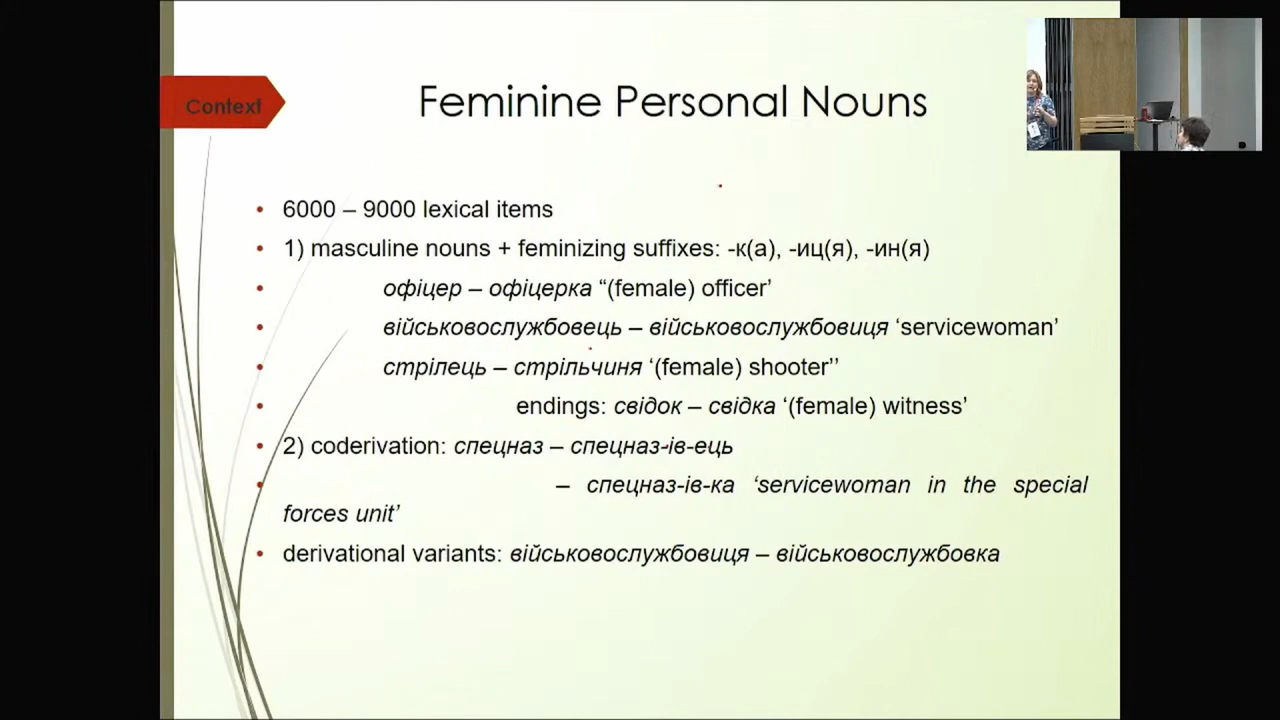 Context
Feminine Personal Nouns
• 6000 – 9000 lexical items
• 1) masculine nouns + feminizing suffixes: -к(а), -иц(я), -ин(я)
• офіцер – офіцерка “(female) officer’
• військовослужбовець – військовослужбовиця ‘servicewoman’
• стрілець – стрільчиня ‘(female) shooter’’
• endings: свідок – свідка ‘(female) witness’
• 2) coderivation: спецназ – спецназ-ів-ець
• – спецназ-ів-ка ‘servicewoman in the special
forces unit’
• derivational variants: військовослужбовиця – військовослужбовка